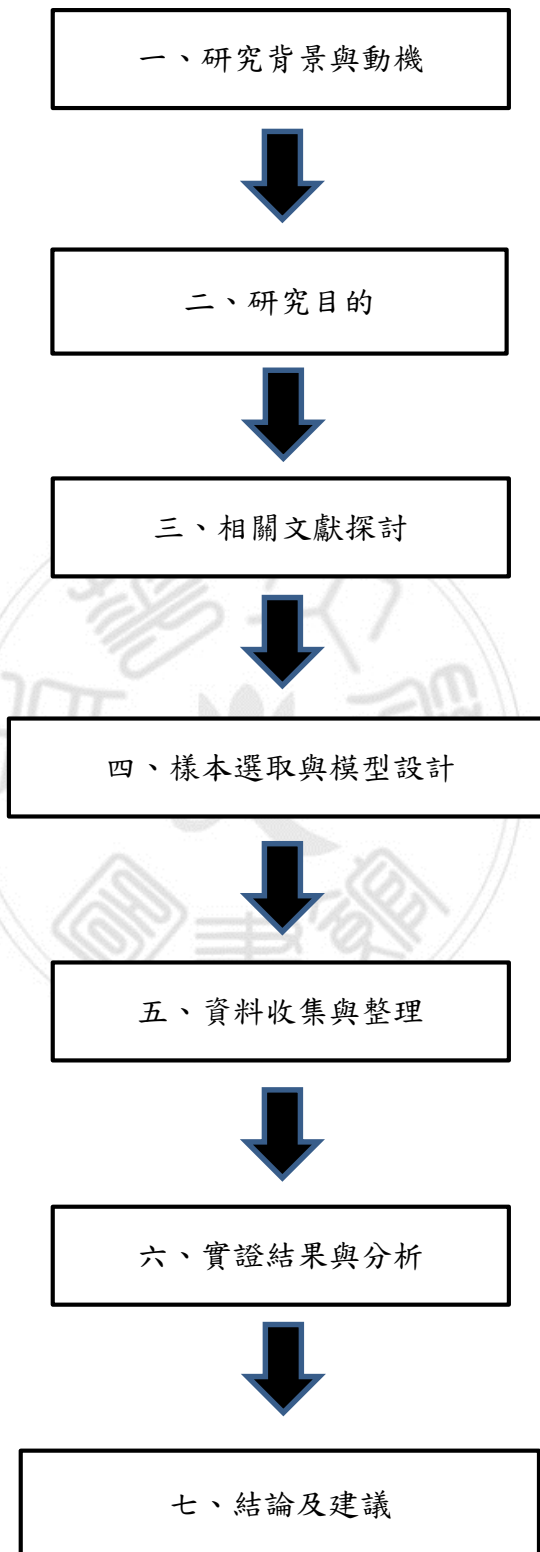 一、研究背景與動機
二、研究目的
三、相關文獻探討
四、樣本選取與模型設計
五、資料收集與整理
六、實證結果與分析
七、結論及建議